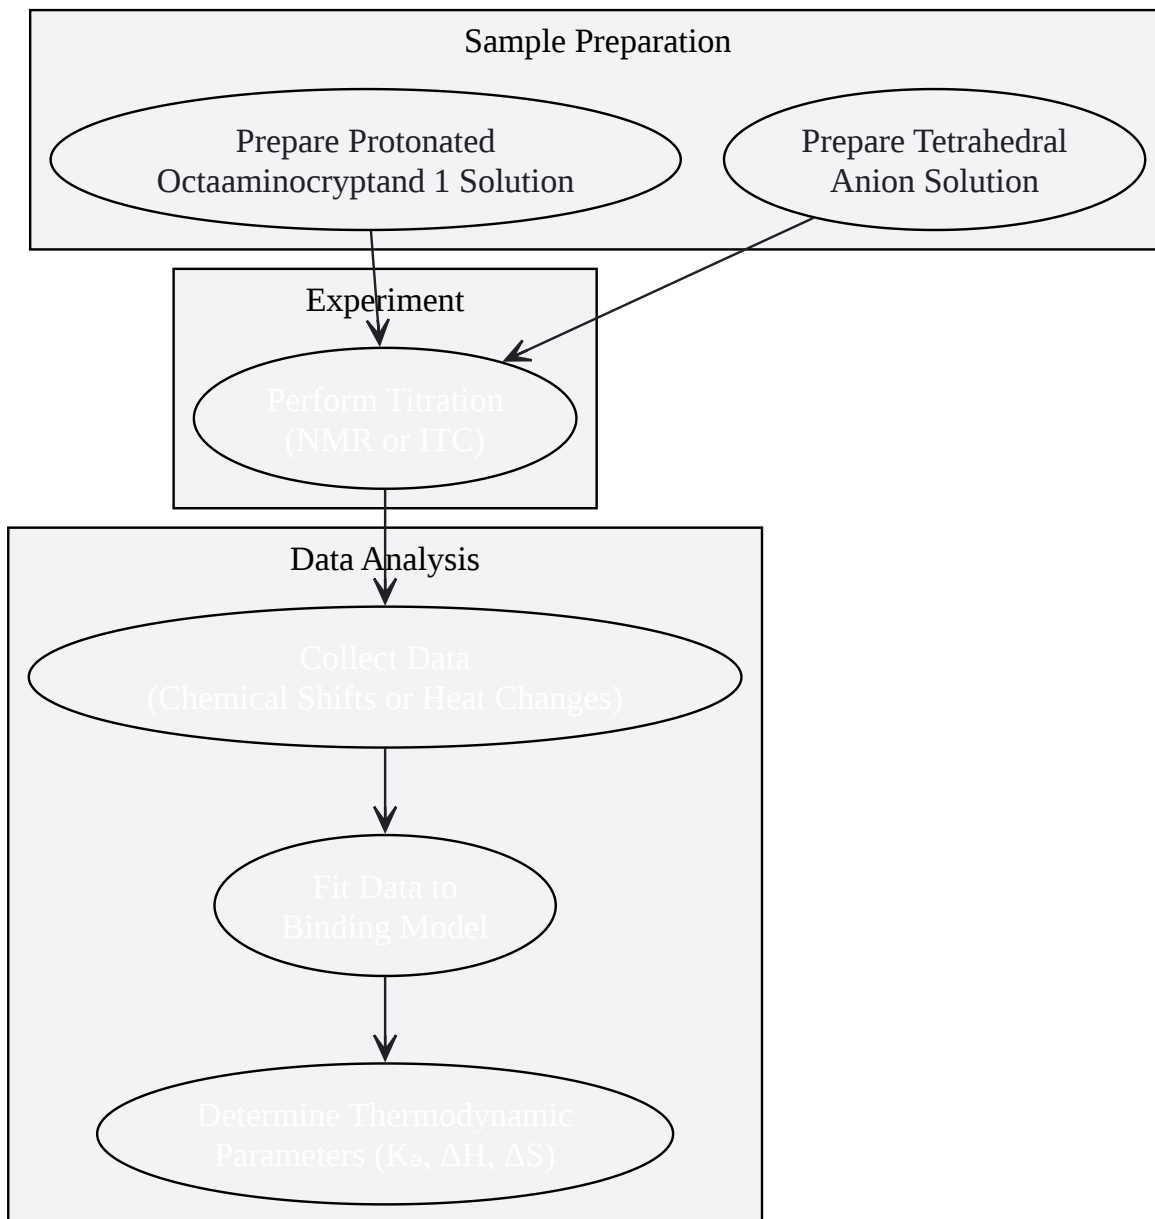 Sample Preparation
Prepare Protonated
Octaaminocryptand 1 Solution
Prepare Tetrahedral
Anion Solution
Experiment
Perform Titration
(NMR or ITC)
Data Analysis
Collect Data
(Chemical Shifts or Heat Changes)
Fit Data to
Binding Model
Determine Thermodynamic
Parameters (Kₐ, ΔH, ΔS)